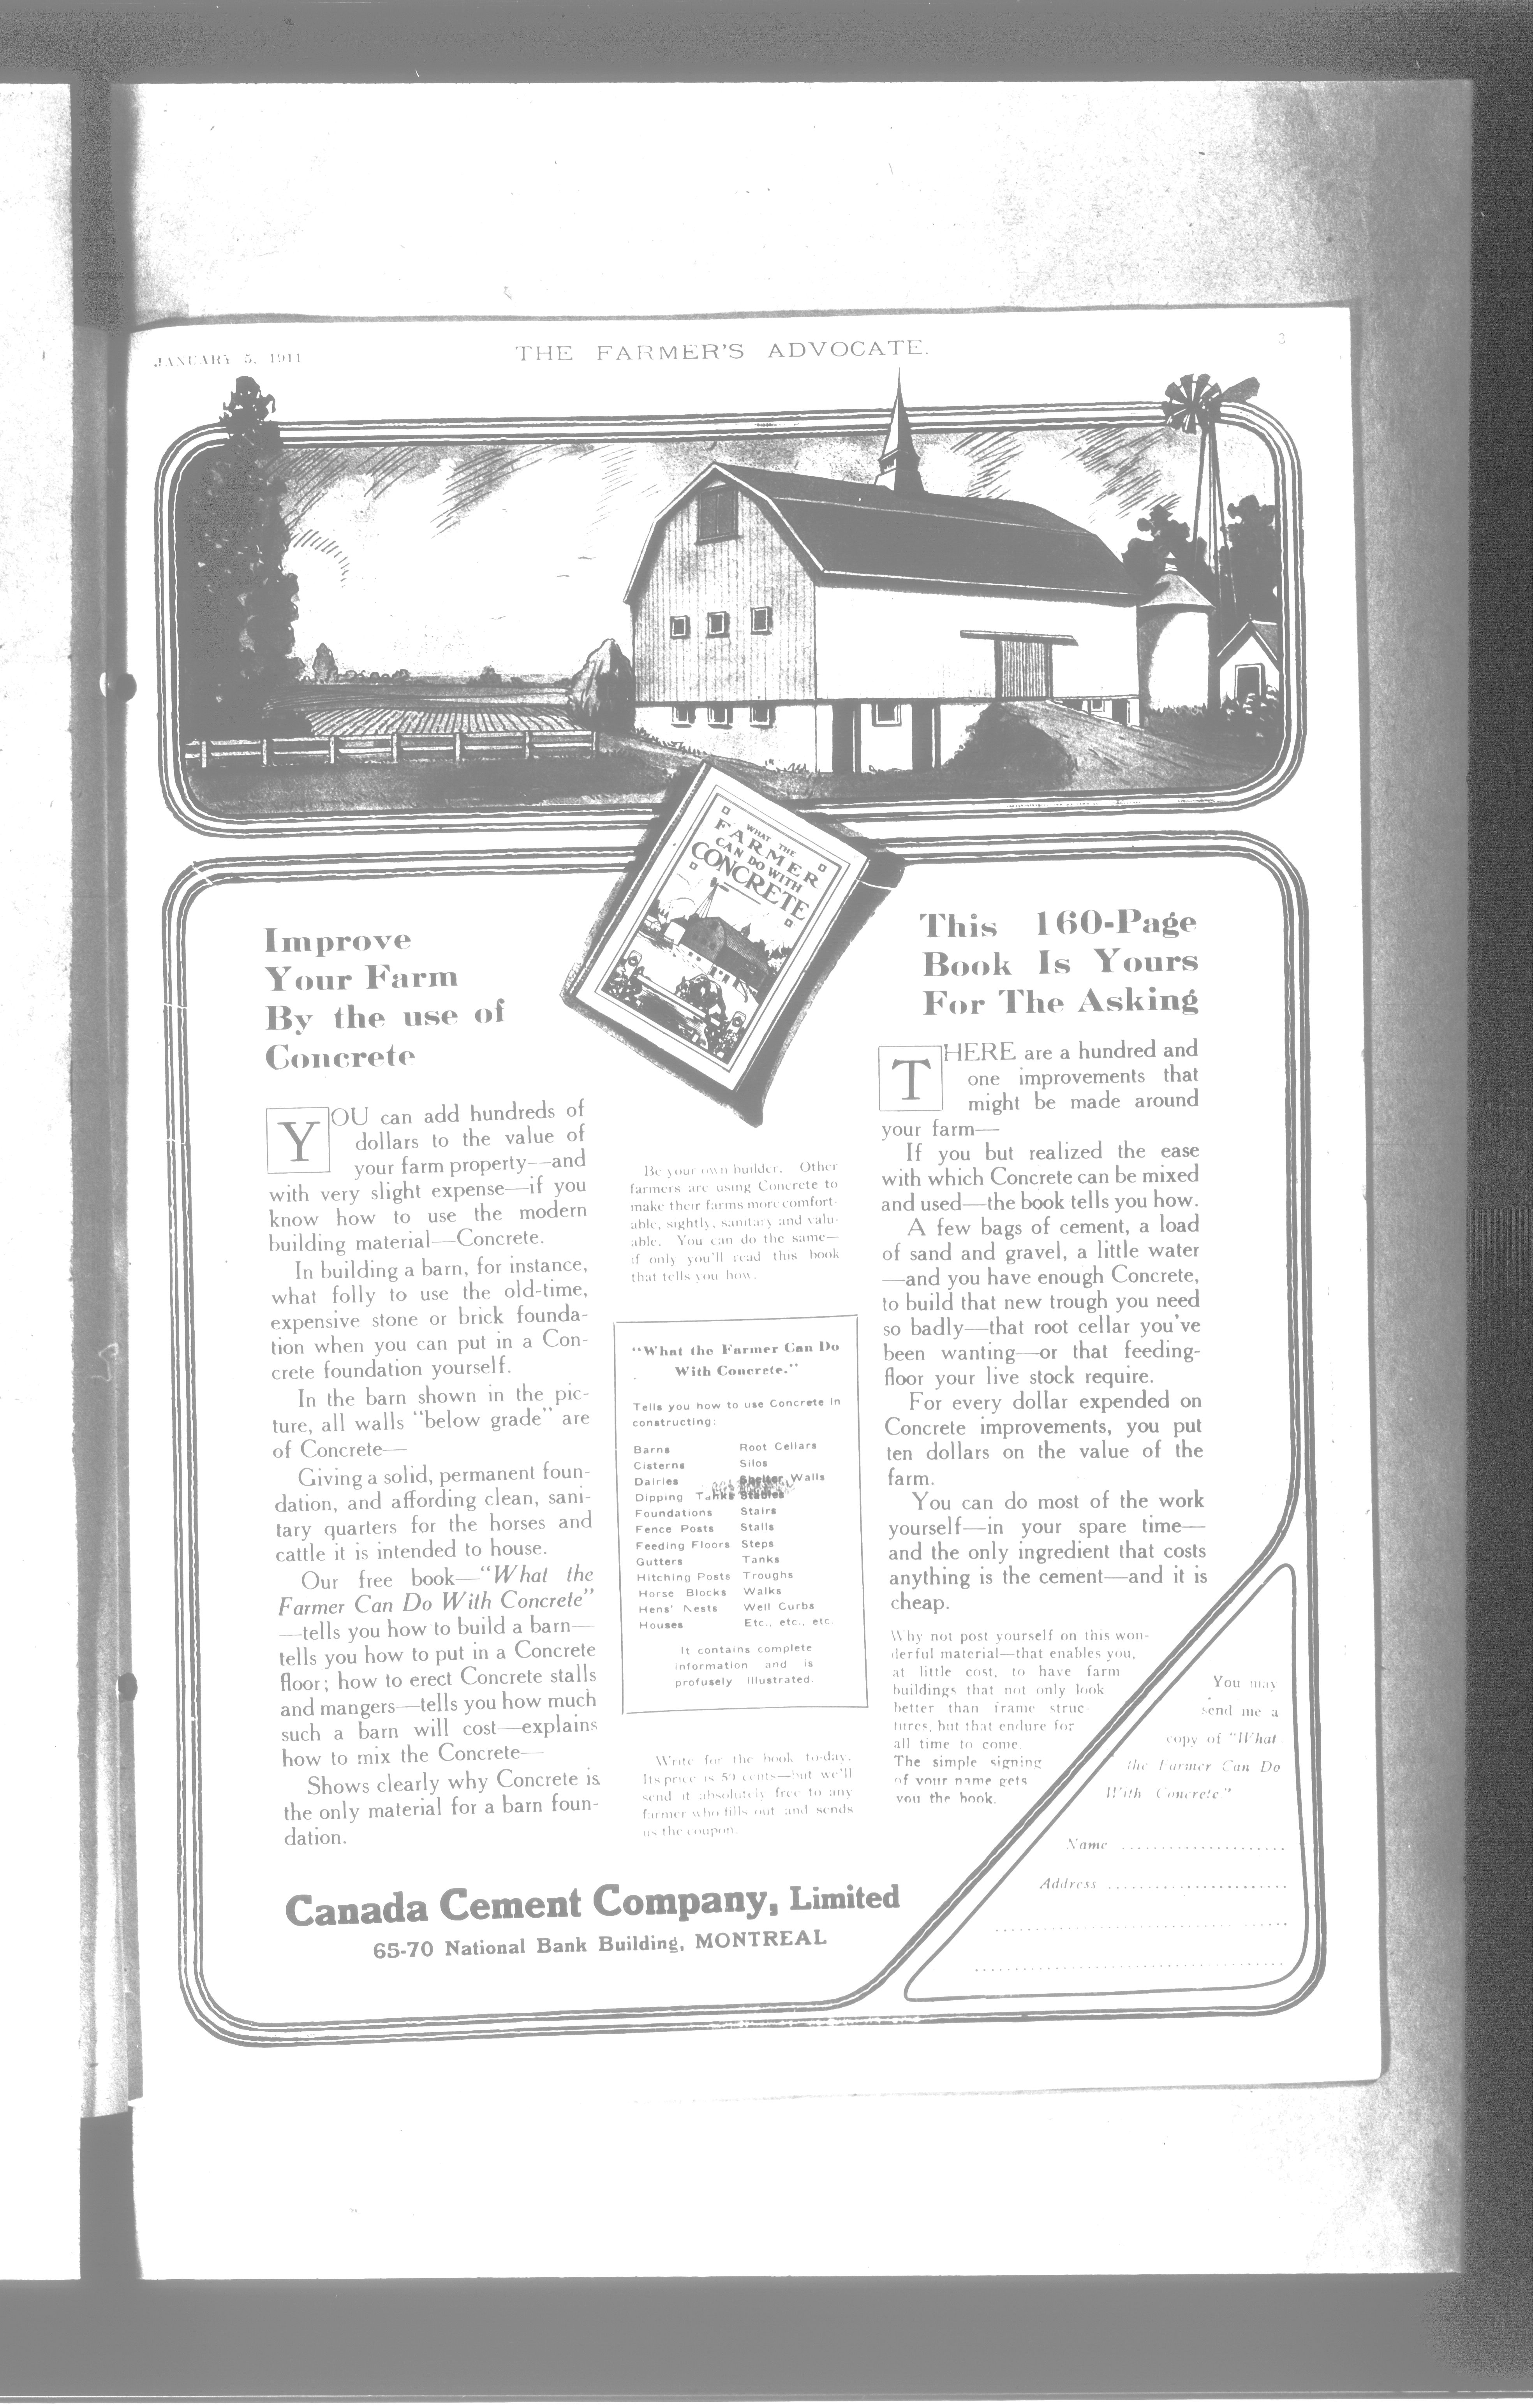 JANUARY 5, 1911
THE FARMER'S ADVOCATE.
3
WHAT THE
FARMER
CAN DO WITH
CONCRETE
Improve
Your Farm
By the use of
Concrete
YOU can add hundreds of
dollars to the value of
your farm property—and
with very slight expense—if you
know how to use the modern
building material—Concrete.
In building a barn, for instance,
what folly to use the old-time,
expensive stone or brick founda-
tion when you can put in a Con-
crete foundation yourself.
In the barn shown in the pic-
ture, all walls "below grade" are
of Concrete—
Giving a solid, permanent foun-
dation, and affording clean, sani-
tary quarters for the horses and
cattle it is intended to house.
Our free book—"What the
Farmer Can Do With Concrete"
—tells you how to build a barn—
tells you how to put in a Concrete
floor; how to erect Concrete stalls
and mangers—tells you how much
such a barn will cost—explains
how to mix the Concrete—
Shows clearly why Concrete is
the only material for a barn foun-
dation.
Be your own builder. Other
farmers are using Concrete to
make their farms more comfort-
able, sightly, sanitary and valu-
able. You can do the same—
if only you'll read this book
that tells you how.
"What the Farmer Can Do
With Concrete."
Tells you how to use Concrete in
constructing:
Barns
Cisterns
Dairies
Dipping Tanks
Foundations
Fence Posts
Feeding Floors
Gutters
Hitching Posts
Horse Blocks
Hens' Nests
Houses
Root Cellars
Silos
Shelter Walls
Stables
Stairs
Stalls
Steps
Tanks
Troughs
Walks
Well Curbs
Etc., etc., etc.
It contains complete
information and is
profusely illustrated.
Write for the book to-day.
Its price is 50 cents—but we'll
send it absolutely free to any
farmer who fills out and sends
us the coupon.
This 160-Page
Book Is Yours
For The Asking
THERE are a hundred and
one improvements that
might be made around
your farm—
If you but realized the ease
with which Concrete can be mixed
and used—the book tells you how.
A few bags of cement, a load
of sand and gravel, a little water
—and you have enough Concrete,
to build that new trough you need
so badly—that root cellar you've
been wanting—or that feeding-
floor your live stock require.
For every dollar expended on
Concrete improvements, you put
ten dollars on the value of the
farm.
You can do most of the work
yourself—in your spare time—
and the only ingredient that costs
anything is the cement—and it is
cheap.
Why not post yourself on this won-
derful material—that enables you,
at little cost, to have farm
buildings that not only look
better than frame struc-
tures, but that endure for
all time to come.
The simple signing
of your name gets
you the book.
You may
send me a
copy of "What
the Farmer Can Do
With Concrete"
Name
Address
Canada Cement Company, Limited
65-70 National Bank Building, MONTREAL